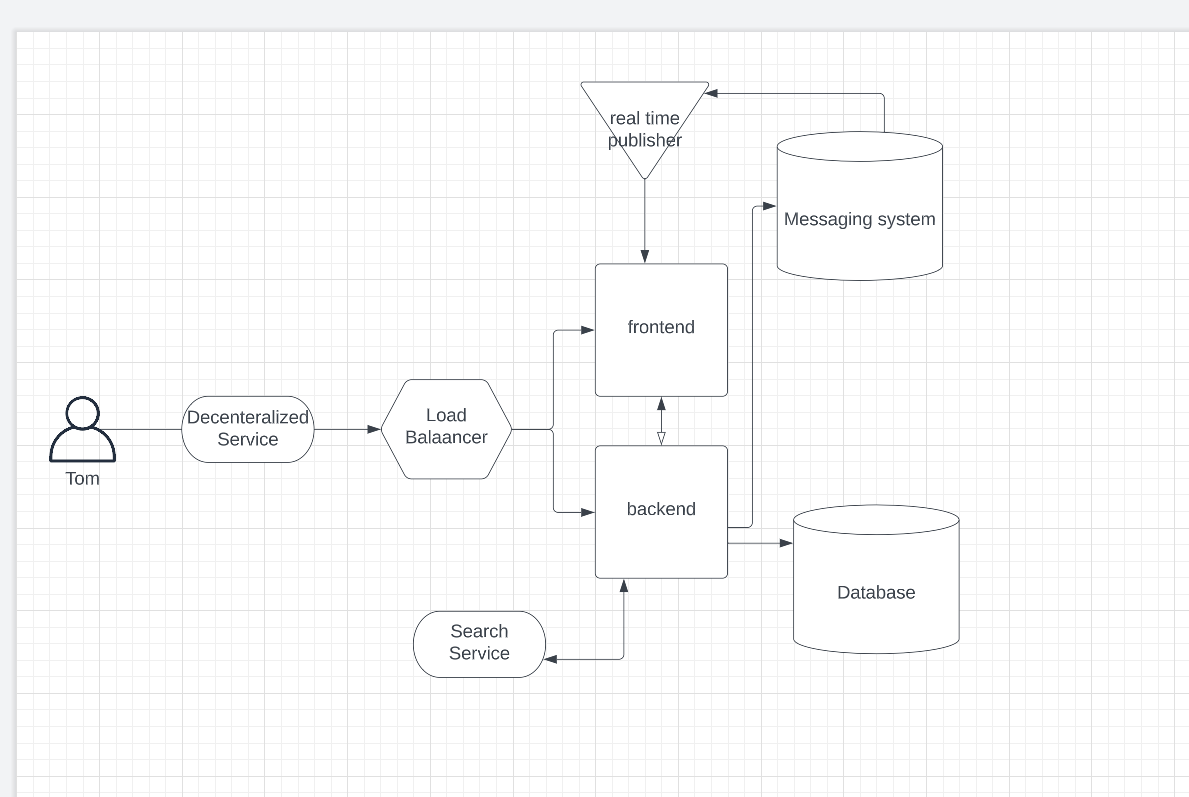 real time
publisher
Messaging system
frontend
Decenteralized
Service
Load
Balaancer
Tom
backend
Database
Search
Service